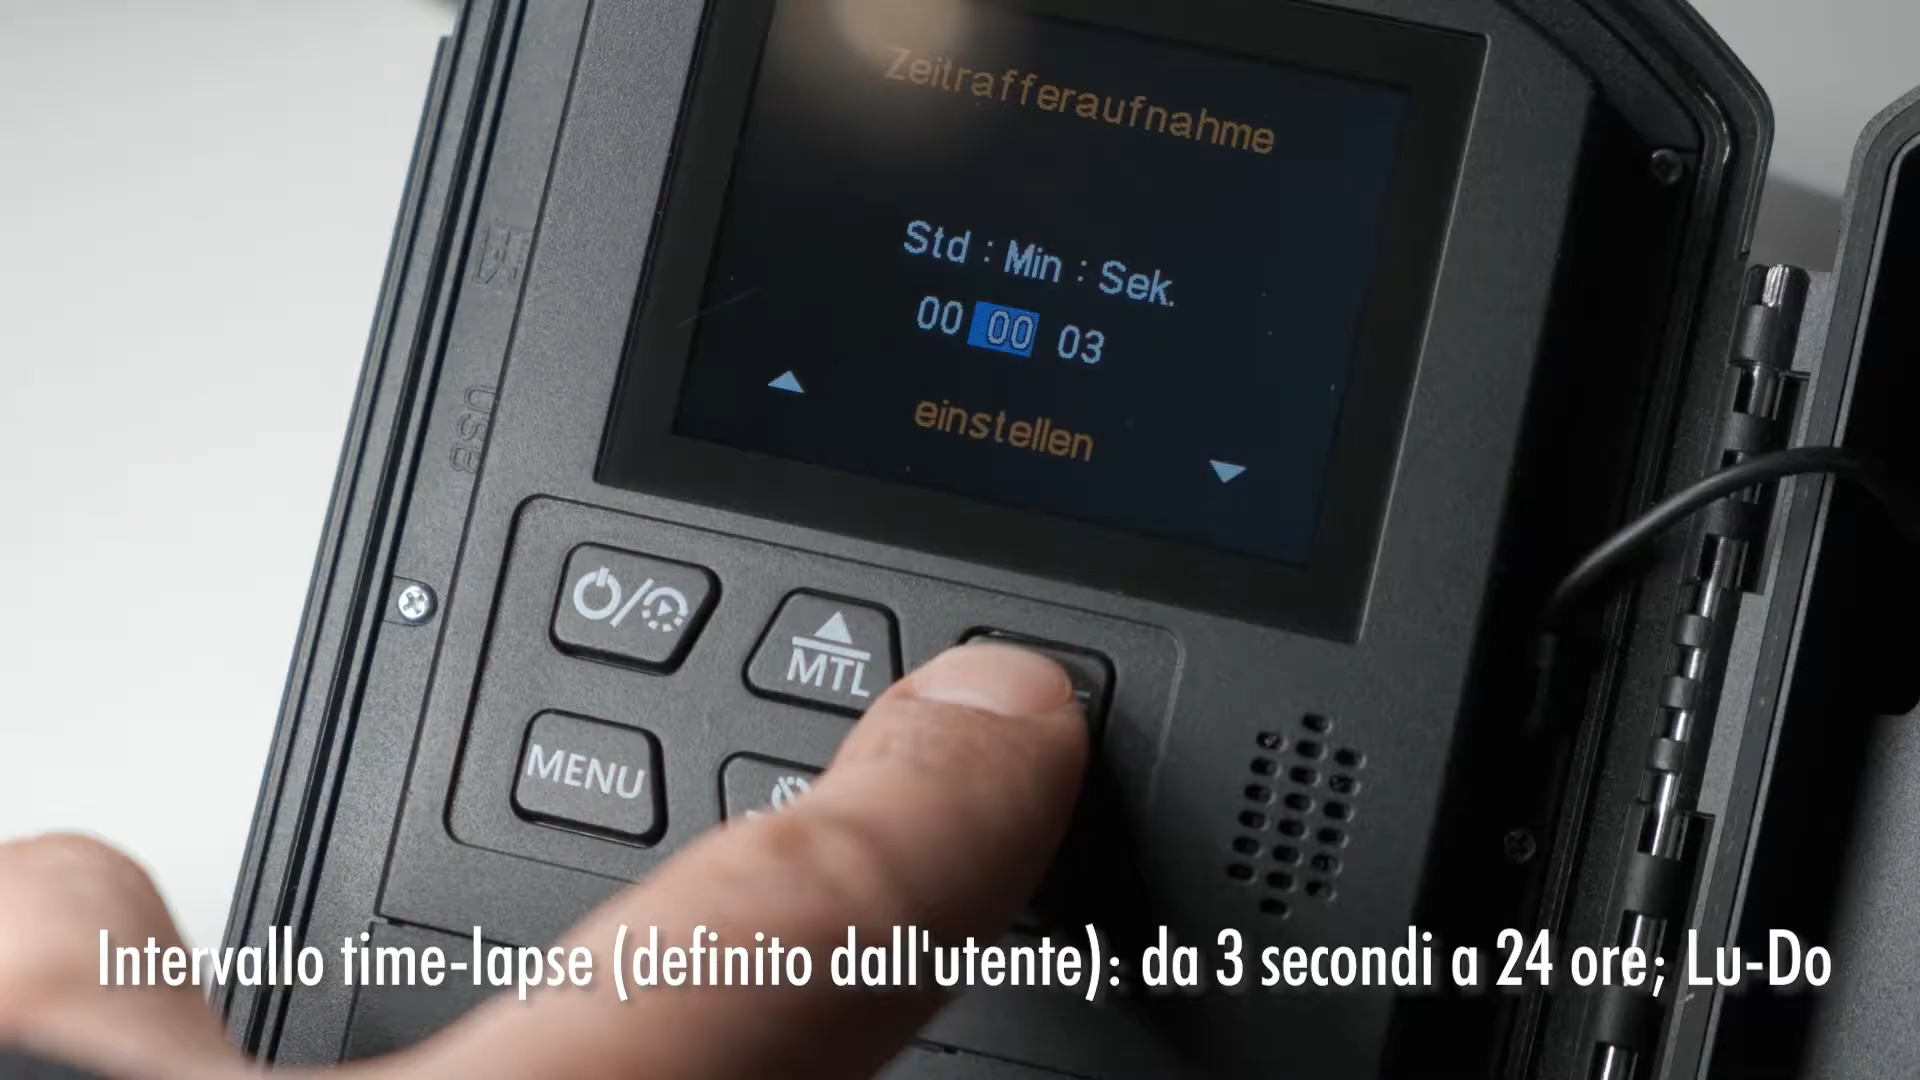 Zeitrafferaufnahme
Std : Min : Sek.
00 00 03
einstellen
USB
MTL
MENU
Intervallo time-lapse (definito dall'utente): da 3 secondi a 24 ore; Lu-Do